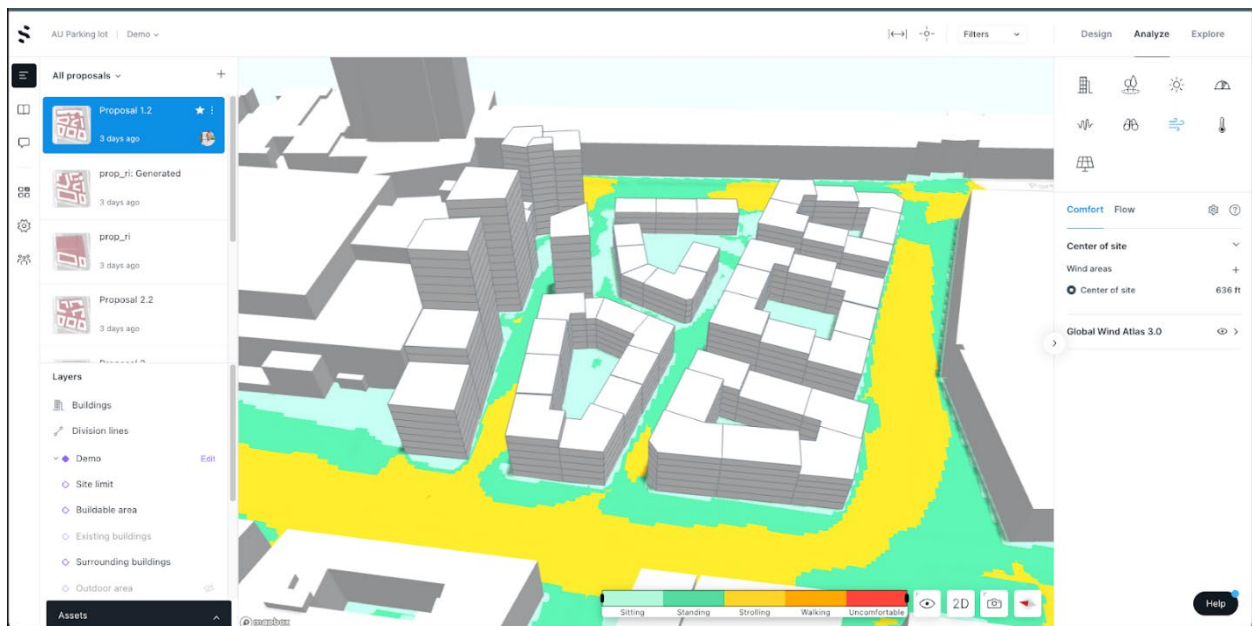 AU Parking lot | Demo
Filters
Design Analyze Explore
All proposals
Proposal 1.2
3 days ago
prop_ri: Generated
3 days ago
prop_ri
3 days ago
Proposal 2.2
3 days ago
Layers
Buildings
Division lines
Demo Edit
Site limit
Buildable area
Existing buildings
Surrounding buildings
Outdoor area
Assets
mapbox
Sitting Standing Strolling Walking Uncomfortable
2D
Comfort Flow
Center of site
Wind areas
Center of site 636 ft
Global Wind Atlas 3.0
Help